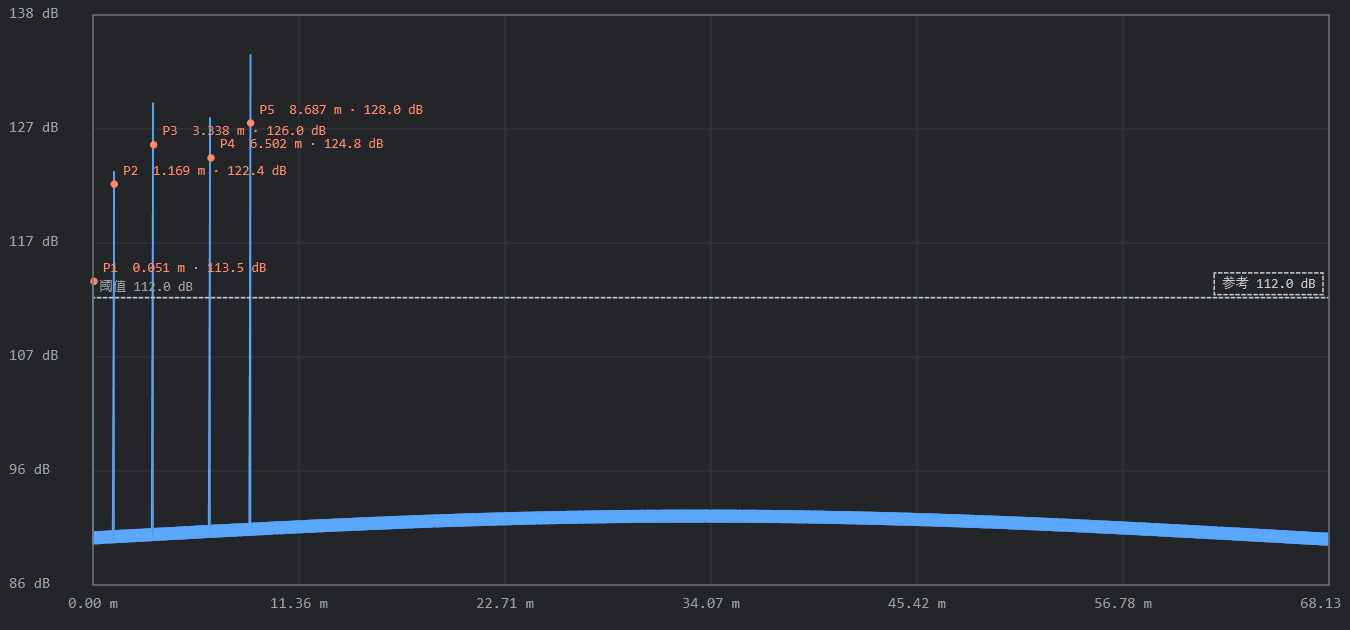 138 dB
P5 8.687 m · 128.0 dB
127 dB
P3 3.338 m · 126.0 dB
P4 6.502 m · 124.8 dB
P2 1.169 m · 122.4 dB
117 dB
P1 0.051 m · 113.5 dB
阈值 112.0 dB
参考 112.0 dB
107 dB
96 dB
86 dB
0.00 m 11.36 m 22.71 m 34.07 m 45.42 m 56.78 m 68.13